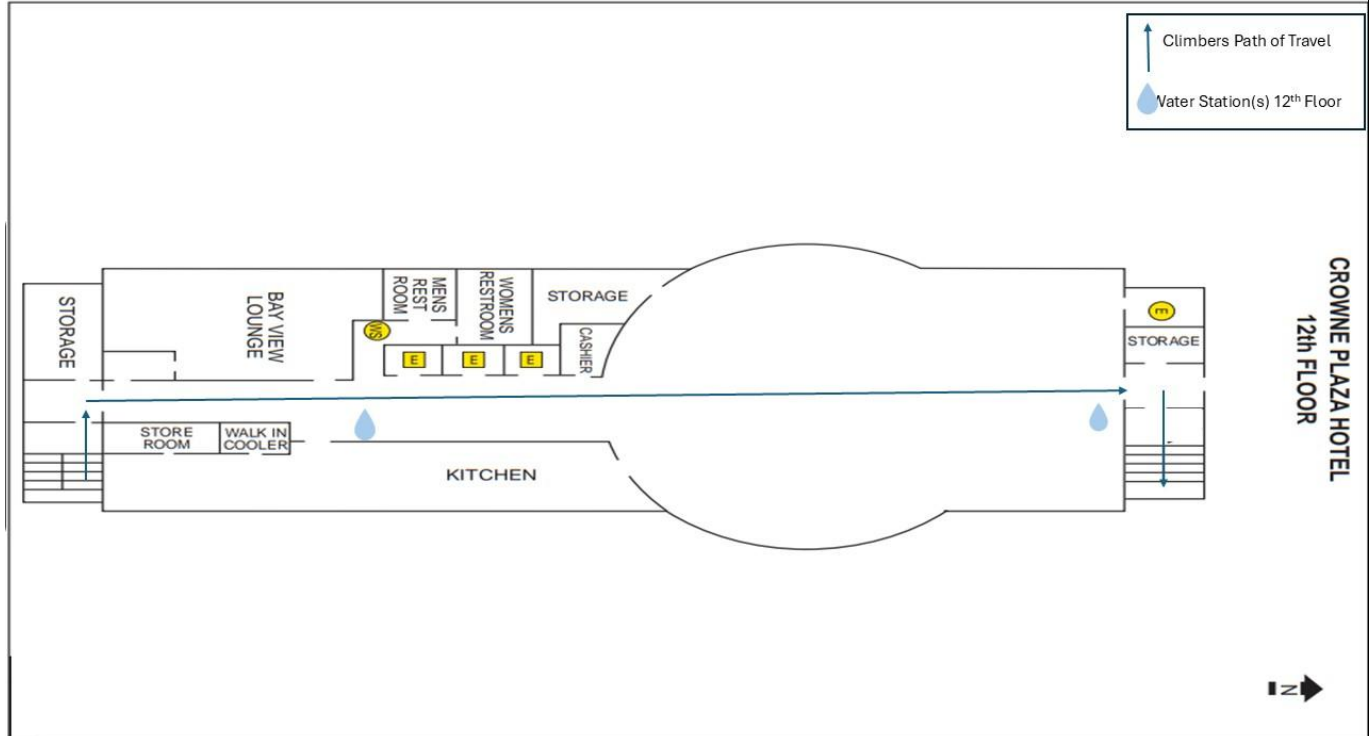 Climbers Path of Travel
Water Station(s) 12th Floor
CROWNE PLAZA HOTEL
12th FLOOR
STORAGE
BAY VIEW
LOUNGE
MENS
REST
ROOM
WOMENS
RESTROOM
STORAGE
WS
E
E
E
CASHIER
E
STORAGE
STORE
ROOM
WALK IN
COOLER
KITCHEN
N